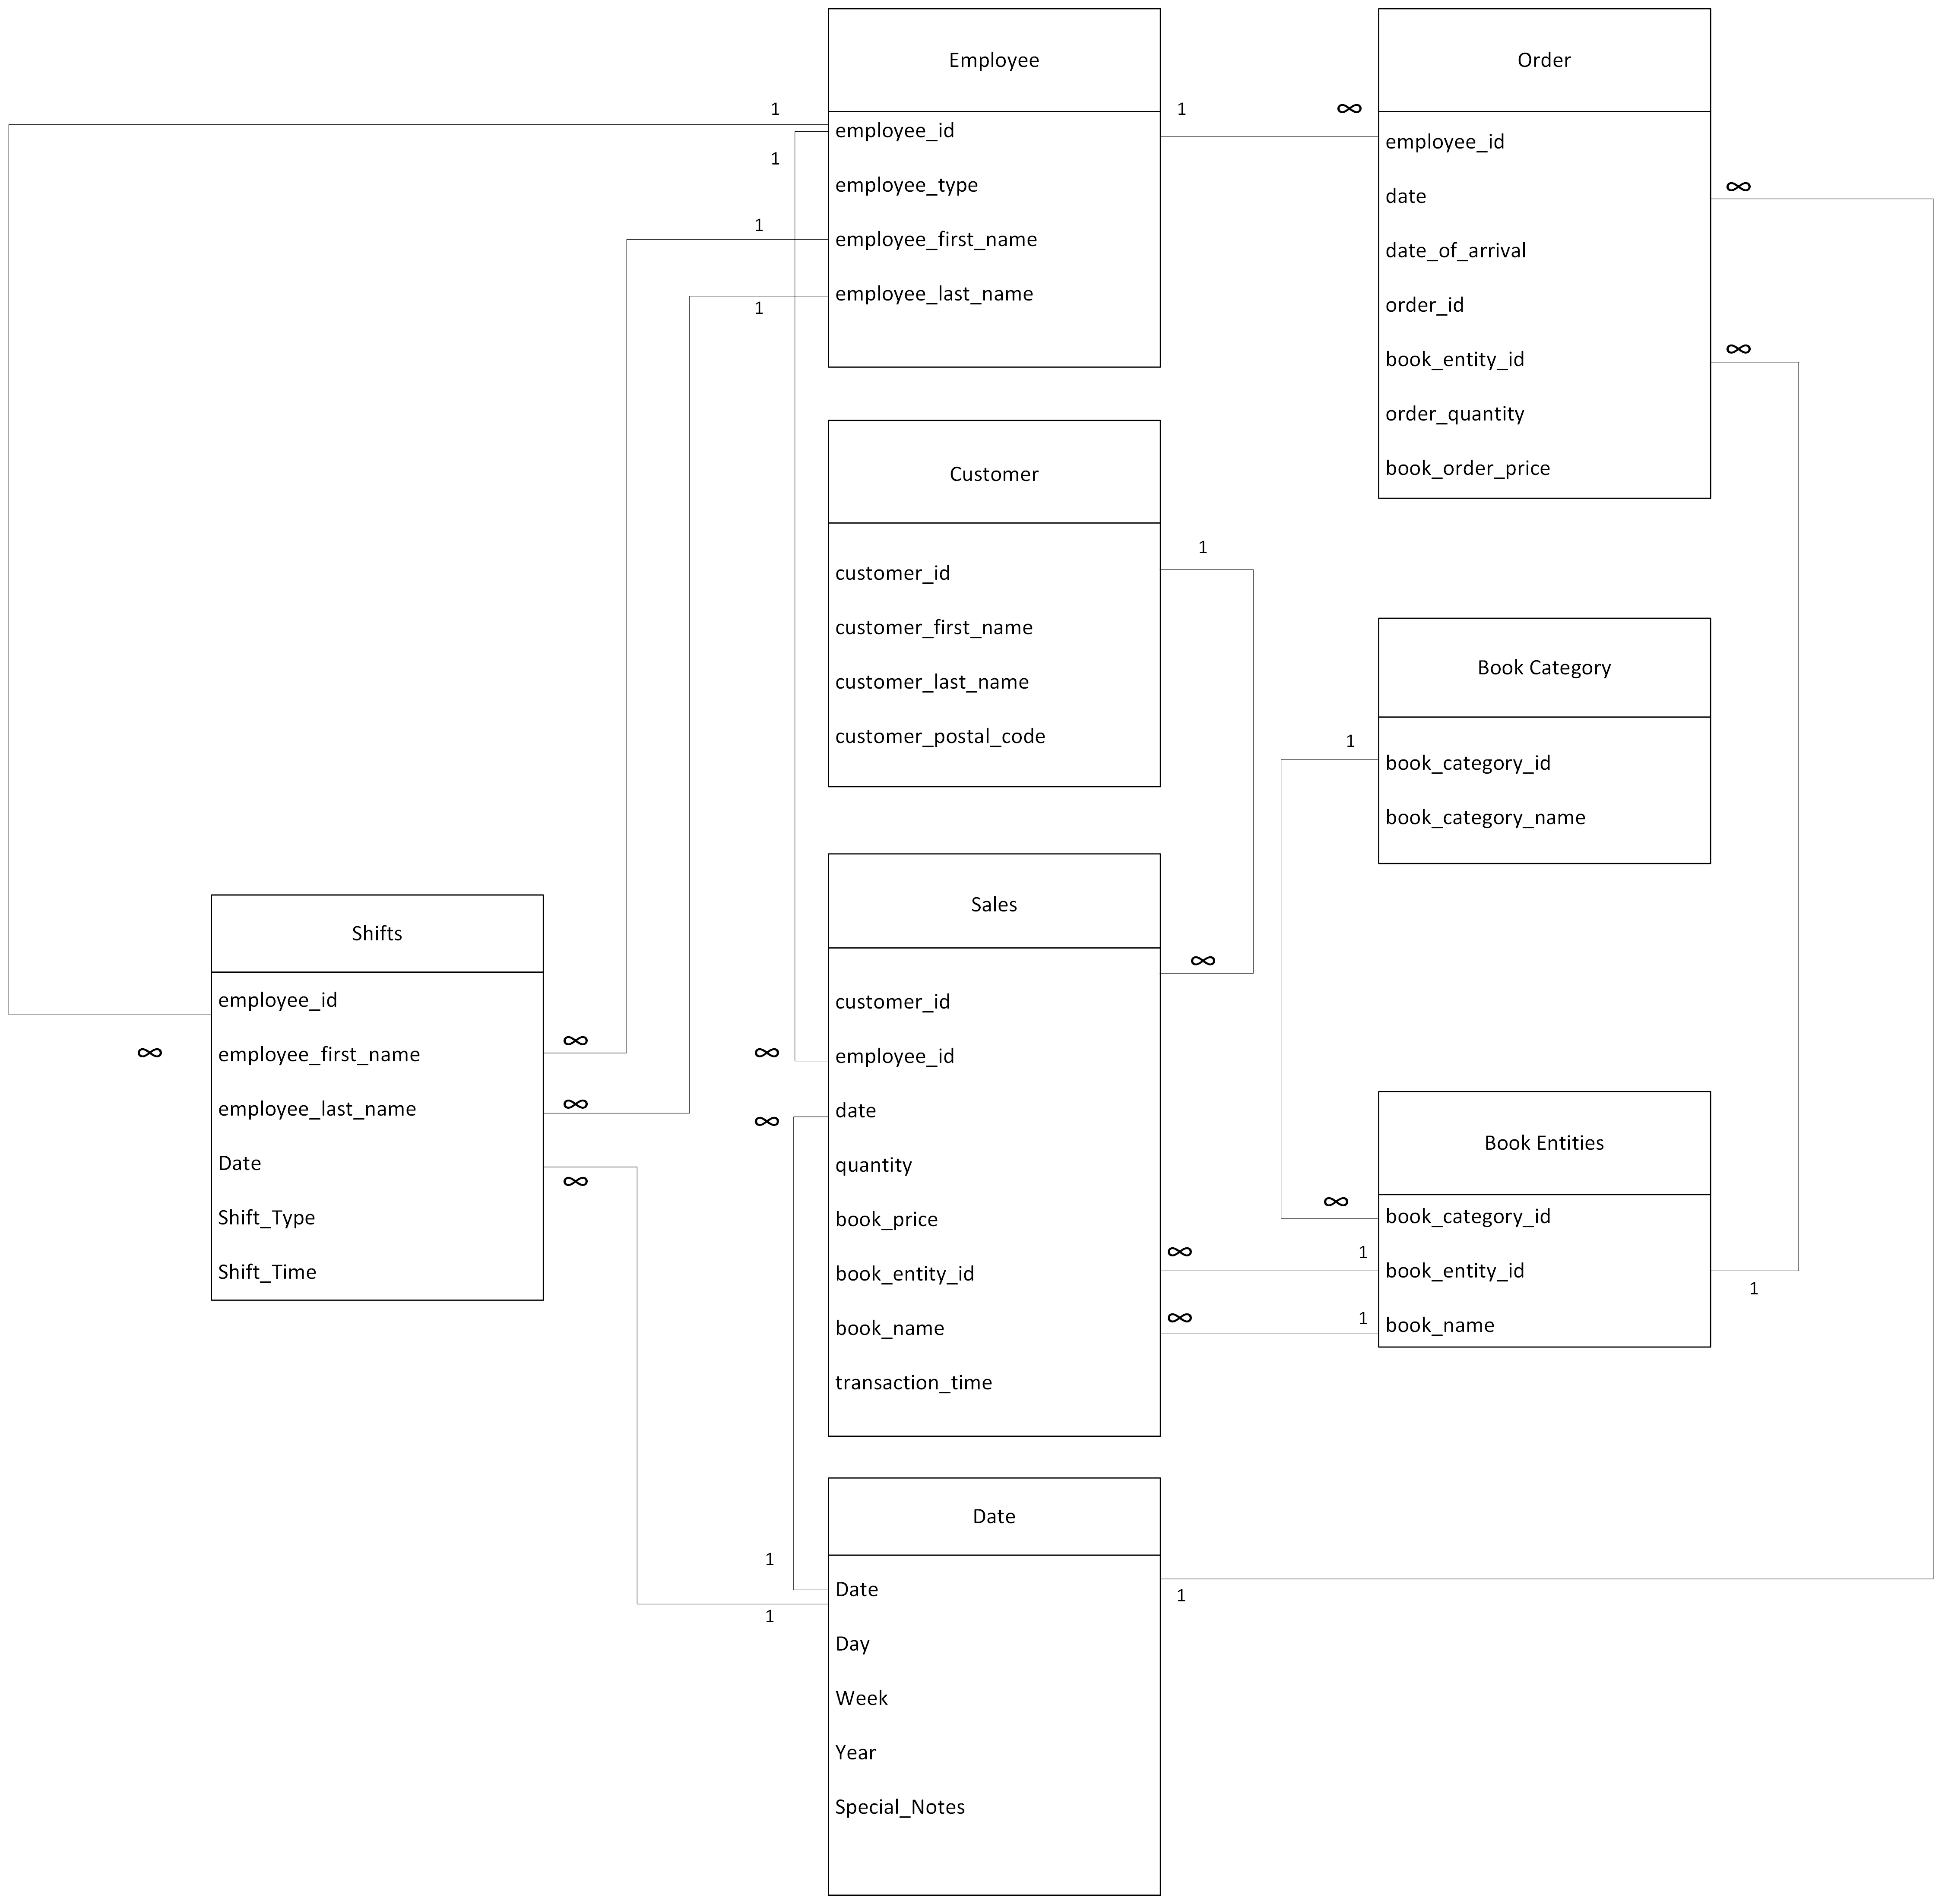 Employee
1
employee_id
1
employee_type
1
employee_first_name
employee_last_name
1
1
∞
Order
employee_id
date
∞
date_of_arrival
order_id
book_entity_id
∞
order_quantity
book_order_price
Customer
customer_id
1
customer_first_name
customer_last_name
customer_postal_code
Book Category
1
book_category_id
book_category_name
Shifts
employee_id
∞
employee_first_name
∞
employee_last_name
∞
Date
∞
Shift_Type
Shift_Time
Sales
∞
customer_id
∞
employee_id
∞
date
quantity
book_price
book_entity_id
∞
book_name
∞
transaction_time
Book Entities
∞
book_category_id
1
book_entity_id
1
1
book_name
Date
1
Date
1
1
Day
Week
Year
Special_Notes